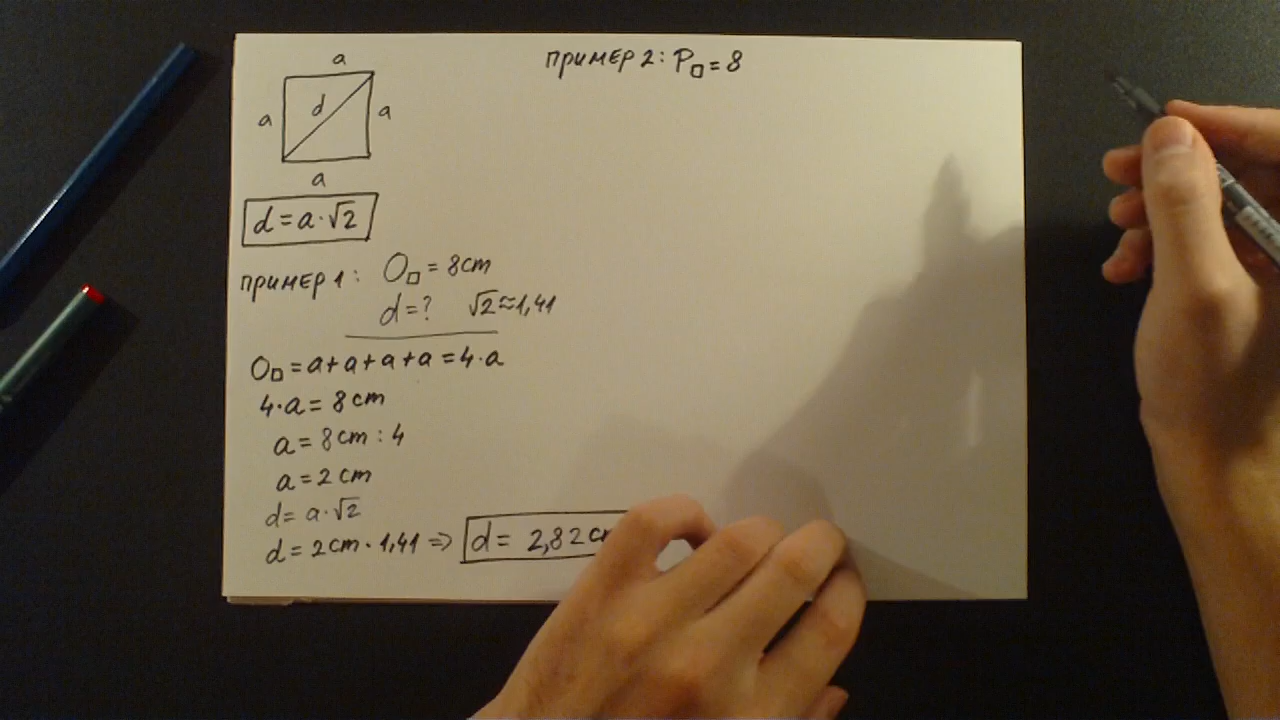 a
a d a
a
d = a·√2
пример 1: O□ = 8cm
d = ? √2 ≈ 1,41
O□ = a + a + a + a = 4·a
4·a = 8cm
a = 8cm : 4
a = 2cm
d = a·√2
d = 2cm·1,41 ⇒ d = 2,82
пример 2: P□ = 8